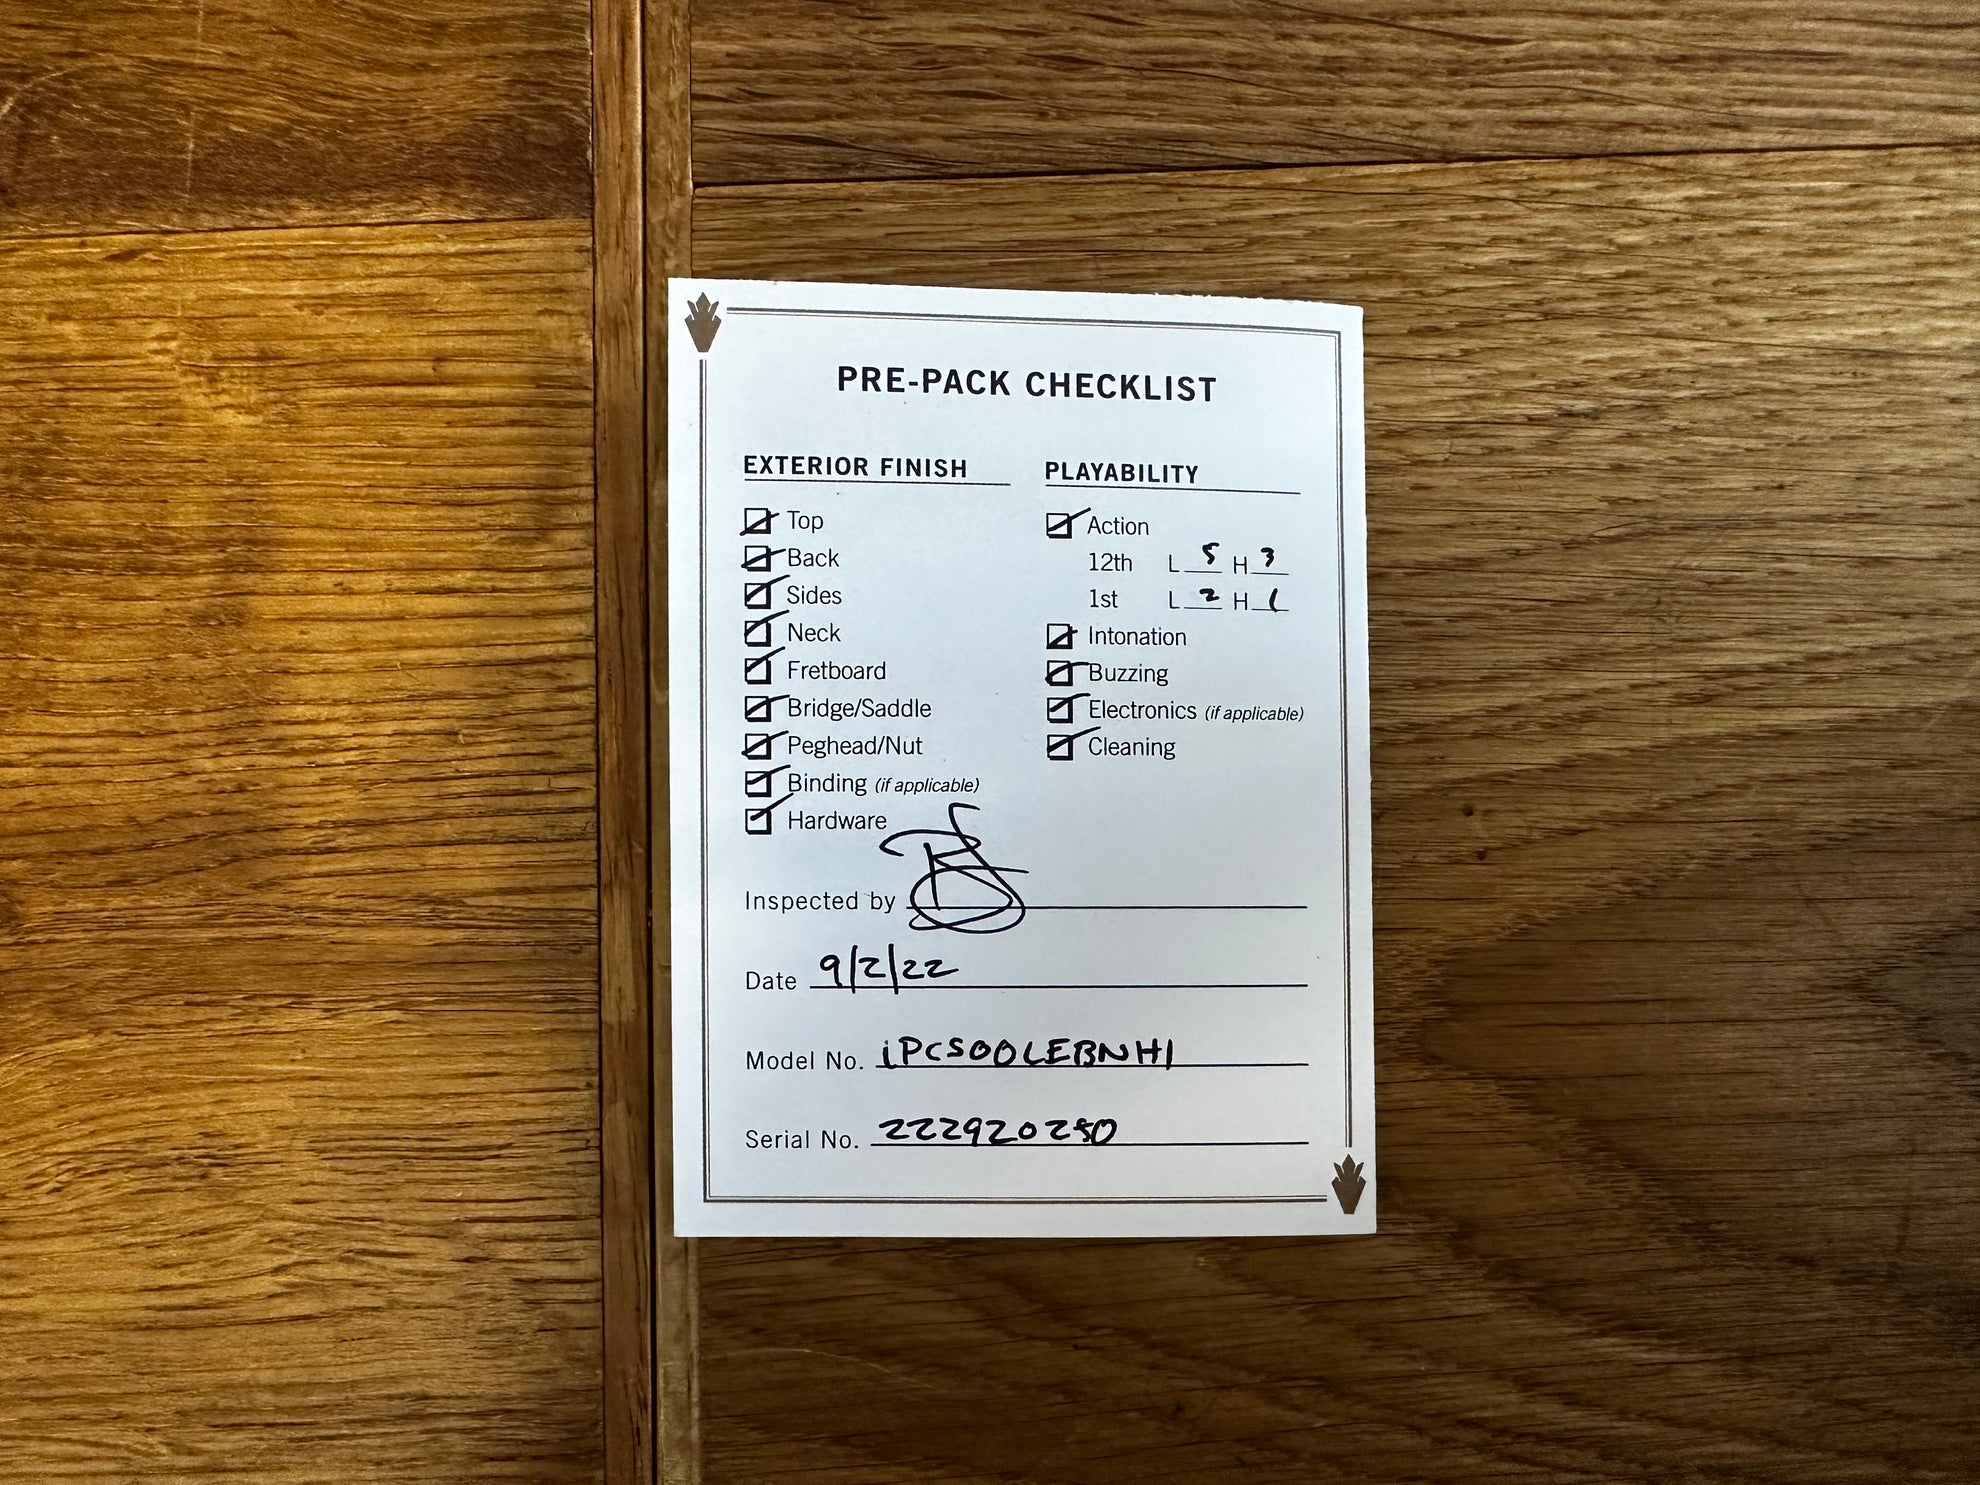 PRE-PACK CHECKLIST
EXTERIOR FINISH
Top
Back
Sides
Neck
Fretboard
Bridge/Saddle
Peghead/Nut
Binding (if applicable)
Hardware
PLAYABILITY
Action
12th L 5 H 3
1st L 2 H 1
Intonation
Buzzing
Electronics (if applicable)
Cleaning
Inspected by
Date 9/2/22
Model No. iPCS00LEBNH1
Serial No. 222920250